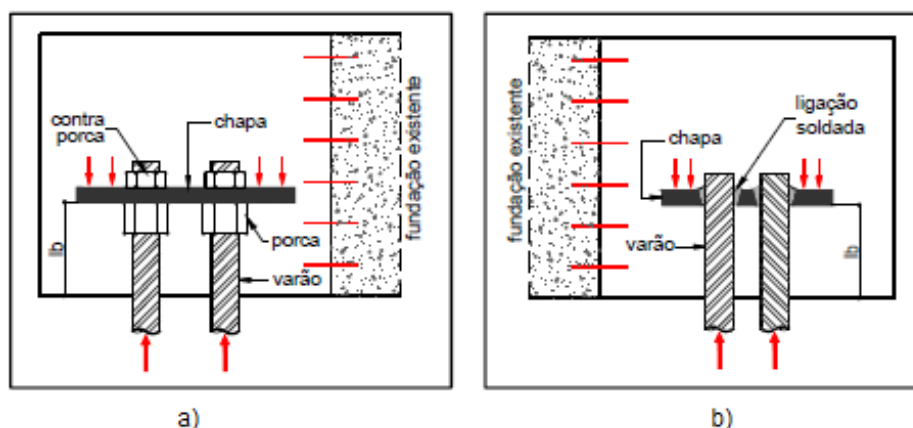 contra
porca
chapa
fundação existente
lb
porca
varão
a)
fundação existente
ligação
soldada
chapa
varão
lb
b)